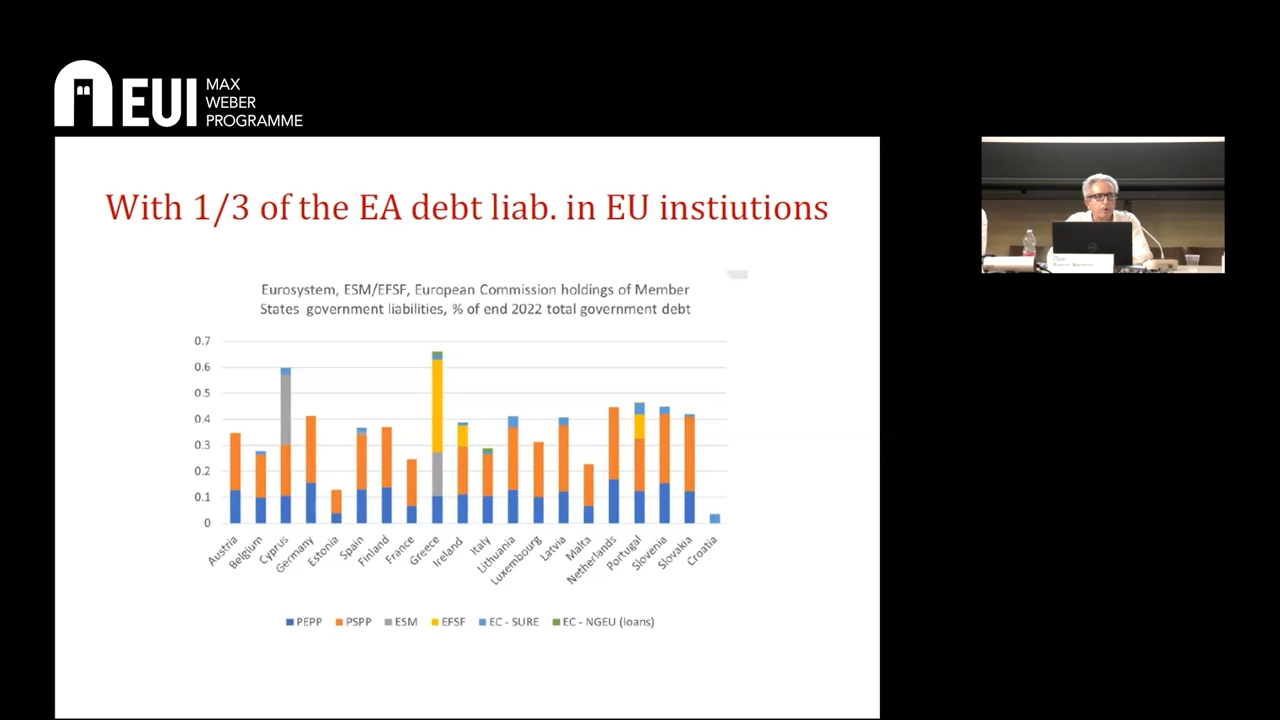 EUI
MAX
WEBER
PROGRAMME
With 1/3 of the EA debt liab. in EU instiutions
Eurosystem, ESM/EFSF, European Commission holdings of Member
States government liabilities, % of end 2022 total government debt
0.7
0.6
0.5
0.4
0.3
0.2
0.1
0
Austria
Belgium
Cyprus
Germany
Estonia
Spain
Finland
France
Greece
Ireland
Italy
Lithuania
Luxembourg
Latvia
Malta
Netherlands
Portugal
Slovenia
Slovakia
Croatia
PEPP PSPP ESM EFSF EC - SURE EC - NGEU (loans)